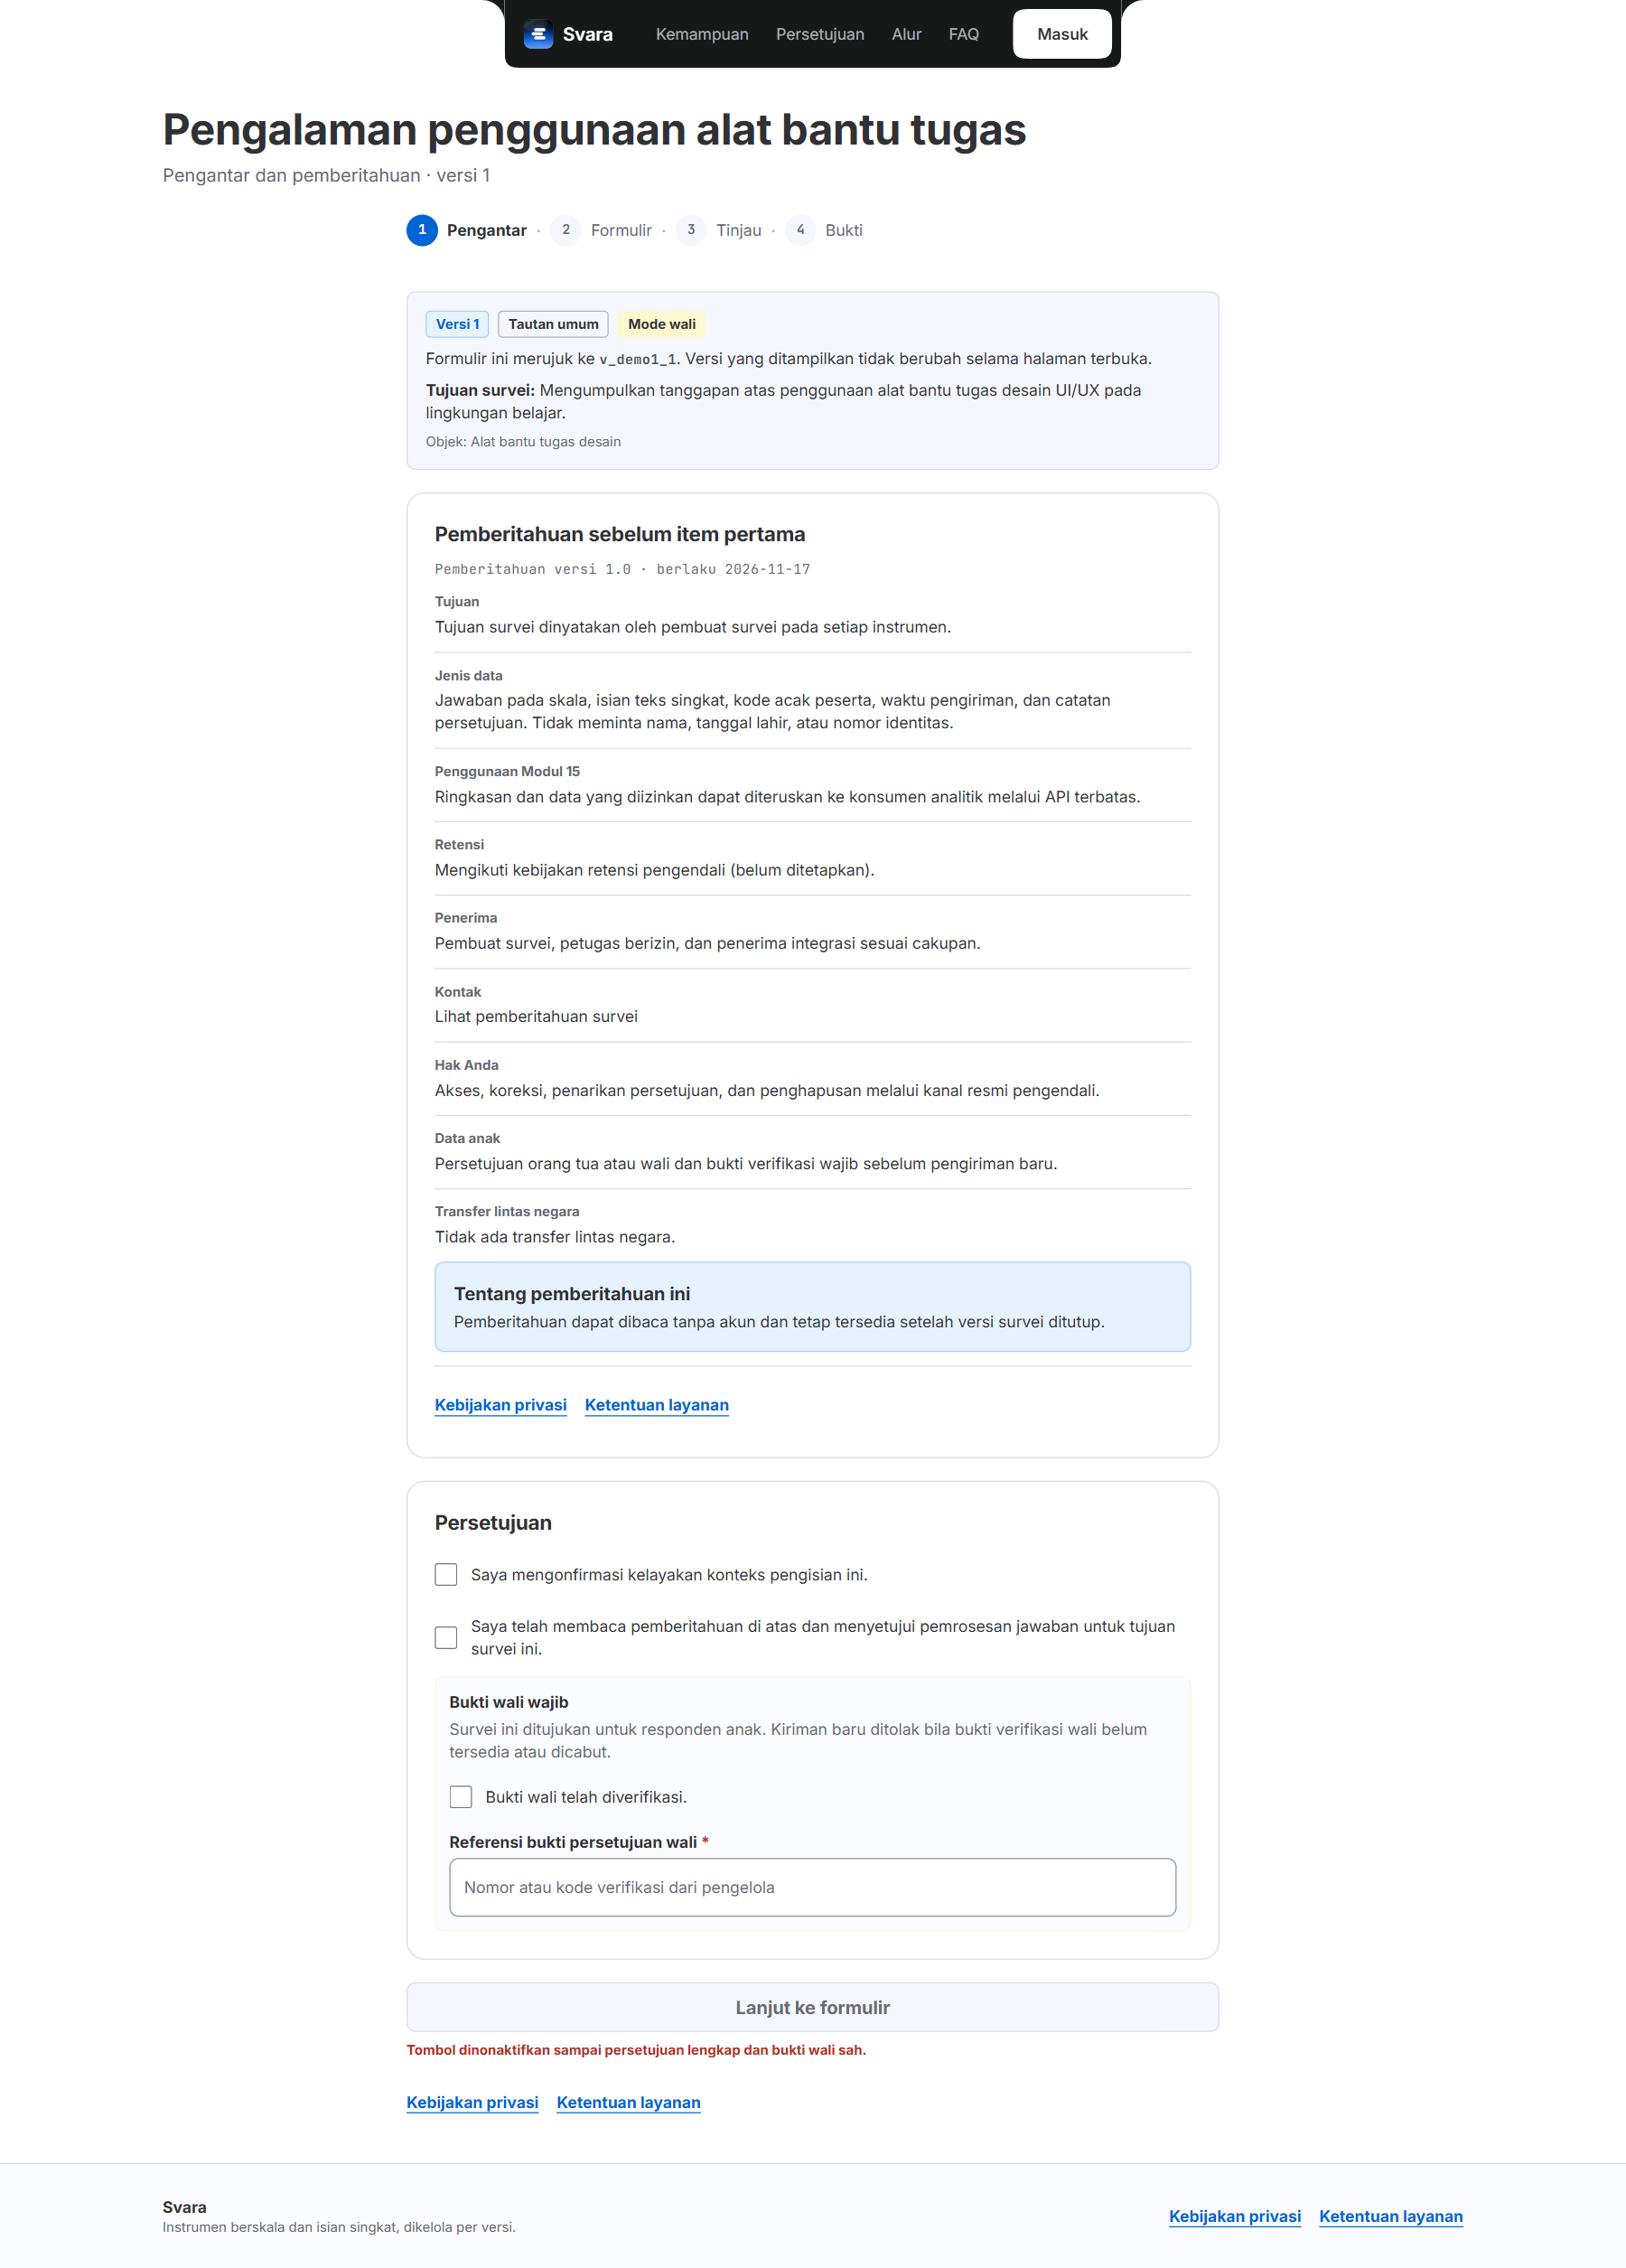 Svara
Kemampuan
Persetujuan
Alur
FAQ
Masuk
Pengalaman penggunaan alat bantu tugas
Pengantar dan pemberitahuan · versi 1
1 Pengantar · 2 Formulir · 3 Tinjau · 4 Bukti
Versi 1
Tautan umum
Mode wali
Formulir ini merujuk ke v_demo1_1. Versi yang ditampilkan tidak berubah selama halaman terbuka.
Tujuan survei: Mengumpulkan tanggapan atas penggunaan alat bantu tugas desain UI/UX pada
lingkungan belajar.
Objek: Alat bantu tugas desain
Pemberitahuan sebelum item pertama
Pemberitahuan versi 1.0 · berlaku 2026-11-17
Tujuan
Tujuan survei dinyatakan oleh pembuat survei pada setiap instrumen.
Jenis data
Jawaban pada skala, isian teks singkat, kode acak peserta, waktu pengiriman, dan catatan
persetujuan. Tidak meminta nama, tanggal lahir, atau nomor identitas.
Penggunaan Modul 15
Ringkasan dan data yang diizinkan dapat diteruskan ke konsumen analitik melalui API terbatas.
Retensi
Mengikuti kebijakan retensi pengendali (belum ditetapkan).
Penerima
Pembuat survei, petugas berizin, dan penerima integrasi sesuai cakupan.
Kontak
Lihat pemberitahuan survei
Hak Anda
Akses, koreksi, penarikan persetujuan, dan penghapusan melalui kanal resmi pengendali.
Data anak
Persetujuan orang tua atau wali dan bukti verifikasi wajib sebelum pengiriman baru.
Transfer lintas negara
Tidak ada transfer lintas negara.
Tentang pemberitahuan ini
Pemberitahuan dapat dibaca tanpa akun dan tetap tersedia setelah versi survei ditutup.
Kebijakan privasi
Ketentuan layanan
Persetujuan
Saya mengonfirmasi kelayakan konteks pengisian ini.
Saya telah membaca pemberitahuan di atas dan menyetujui pemrosesan jawaban untuk tujuan
survei ini.
Bukti wali wajib
Survei ini ditujukan untuk responden anak. Kiriman baru ditolak bila bukti verifikasi wali belum
tersedia atau dicabut.
Bukti wali telah diverifikasi.
Referensi bukti persetujuan wali *
Nomor atau kode verifikasi dari pengelola
Lanjut ke formulir
Tombol dinonaktifkan sampai persetujuan lengkap dan bukti wali sah.
Kebijakan privasi
Ketentuan layanan
Svara
Instrumen berskala dan isian singkat, dikelola per versi.
Kebijakan privasi
Ketentuan layanan